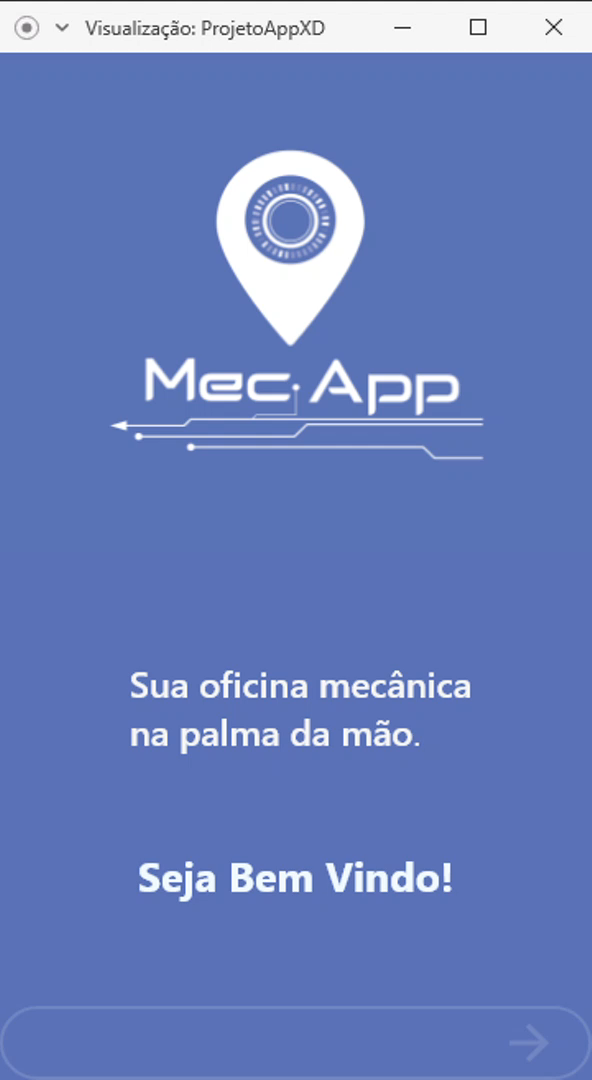 Visualização: ProjetoAppXD
Mec App
Sua oficina mecânica
na palma da mão.
Seja Bem Vindo!